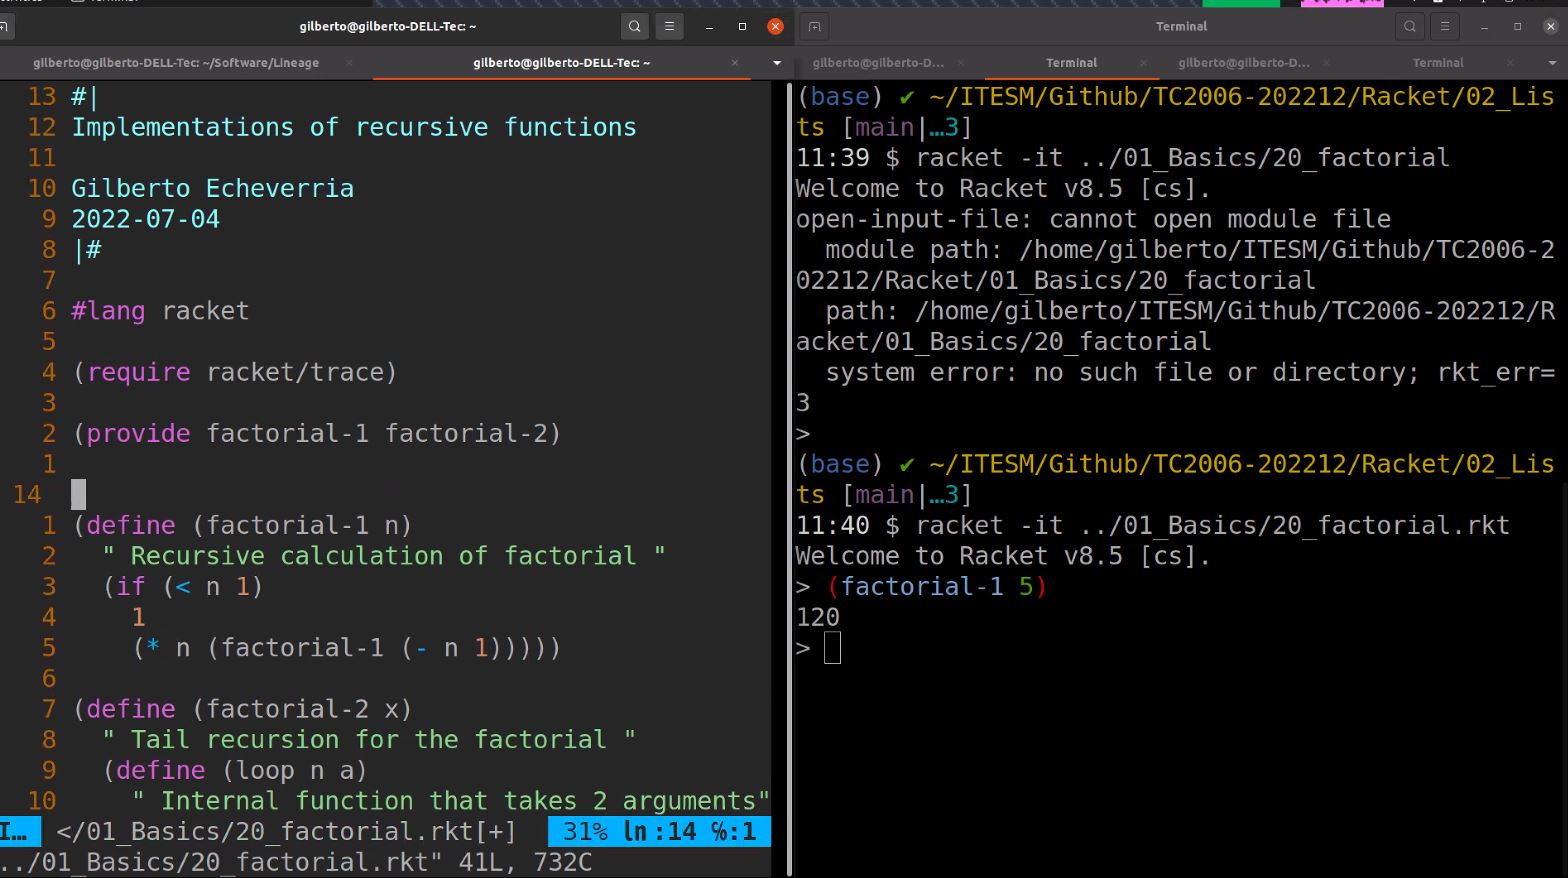 gilberto@gilberto-DELL-Tec: ~
gilberto@gilberto-DELL-Tec: ~/Software/Lineage
gilberto@gilberto-DELL-Tec: ~
13 #|
12 Implementations of recursive functions
11
10 Gilberto Echeverria
9 2022-07-04
8 |#
7
6 #lang racket
5
4 (require racket/trace)
3
2 (provide factorial-1 factorial-2)
1
14
1 (define (factorial-1 n)
2 " Recursive calculation of factorial "
3 (if (< n 1)
4 1
5 (* n (factorial-1 (- n 1)))))
6
7 (define (factorial-2 x)
8 " Tail recursion for the factorial "
9 (define (loop n a)
10 " Internal function that takes 2 arguments"
I… </01_Basics/20_factorial.rkt[+] 31% ln:14 ℅:1
../01_Basics/20_factorial.rkt" 41L, 732C
Terminal
gilberto@gilberto-D...
Terminal
gilberto@gilberto-D...
Terminal
(base) ✔ ~/ITESM/Github/TC2006-202212/Racket/02_Lis
ts [main|…3]
11:39 $ racket -it ../01_Basics/20_factorial
Welcome to Racket v8.5 [cs].
open-input-file: cannot open module file
module path: /home/gilberto/ITESM/Github/TC2006-2
02212/Racket/01_Basics/20_factorial
path: /home/gilberto/ITESM/Github/TC2006-202212/R
acket/01_Basics/20_factorial
system error: no such file or directory; rkt_err=
3
>
(base) ✔ ~/ITESM/Github/TC2006-202212/Racket/02_Lis
ts [main|…3]
11:40 $ racket -it ../01_Basics/20_factorial.rkt
Welcome to Racket v8.5 [cs].
> (factorial-1 5)
120
>